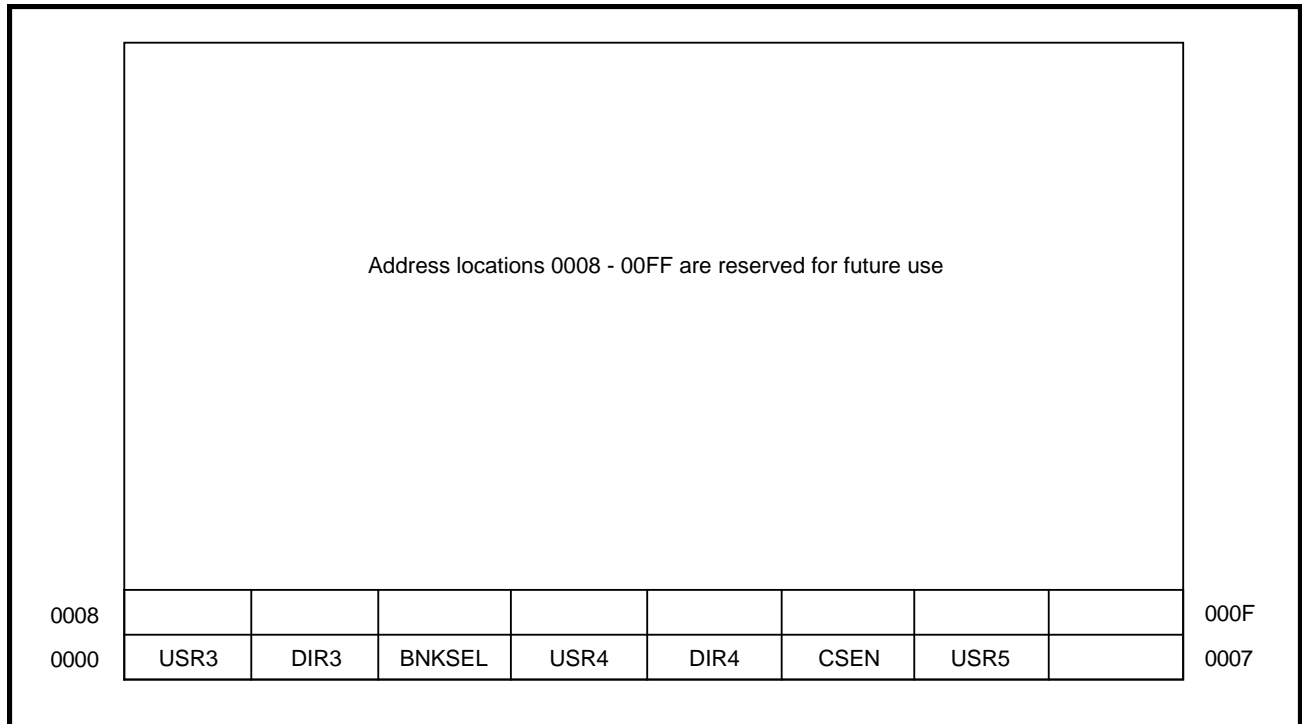 Address locations 0008 - 00FF are reserved for future use
0008 000F
0000 USR3 DIR3 BNKSEL USR4 DIR4 CSEN USR5 0007